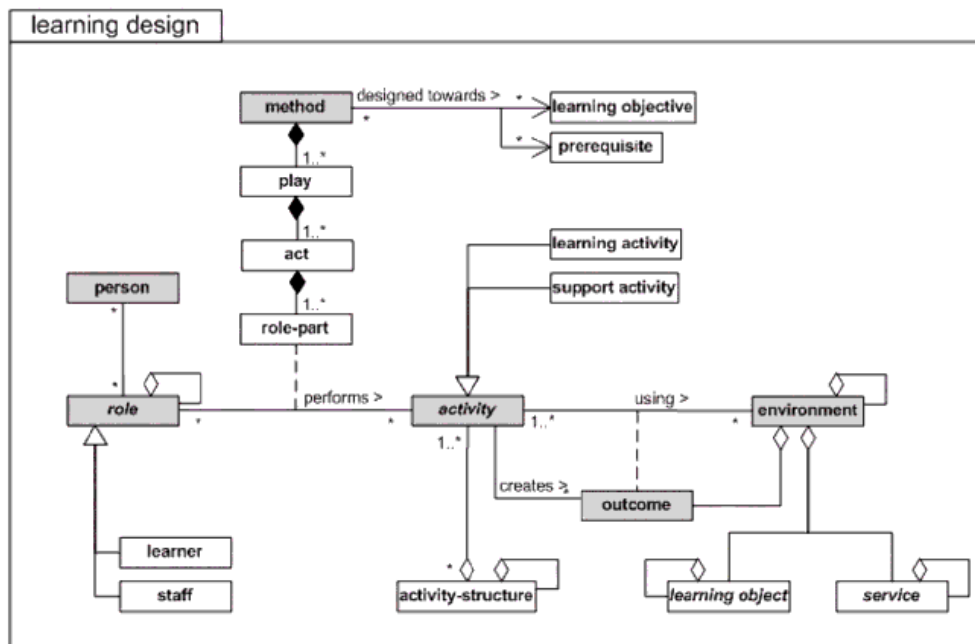 learning design
designed towards >
method
*
*
learning objective
*
prerequisite
1..*
play
1..*
act
1..*
role-part
learning activity
support activity
person
*
*
role
*
performs >
*
activity
1..*
using >
*
environment
1..*
creates >
*
outcome
learner
staff
*
activity-structure
learning object
service